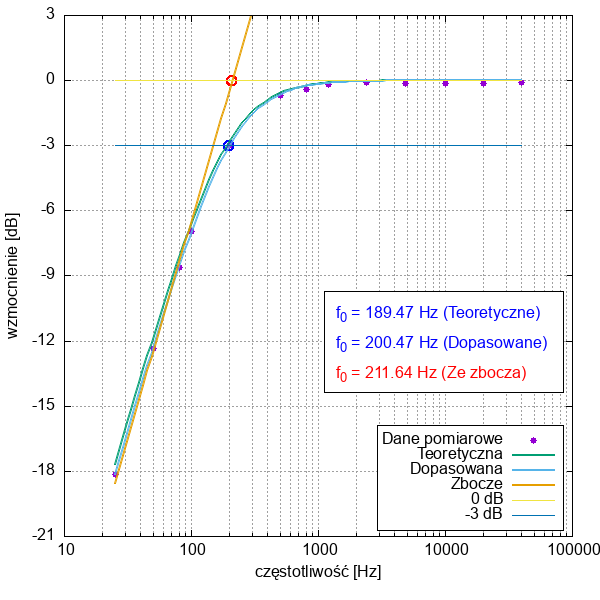 3
0
-3
-6
-9
-12
-15
-18
-21
wzmocnienie [dB]
f0 = 189.47 Hz (Teoretyczne)
f0 = 200.47 Hz (Dopasowane)
f0 = 211.64 Hz (Ze zbocza)
Dane pomiarowe
Teoretyczna
Dopasowana
Zbocze
0 dB
-3 dB
10 100 1000 10000 100000
częstotliwość [Hz]